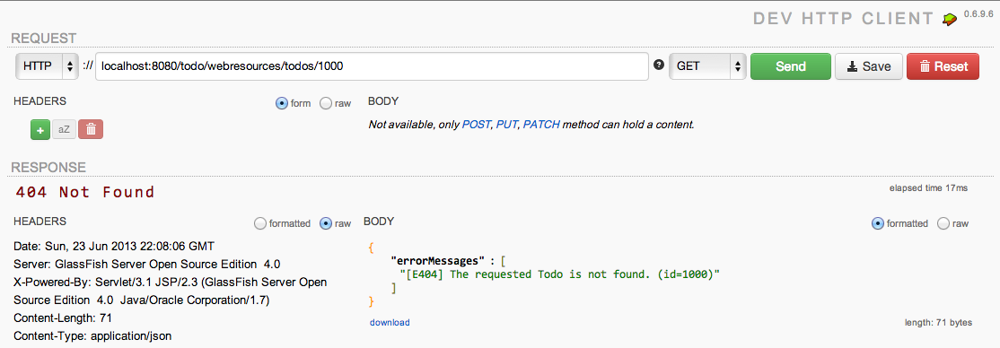 DEV HTTP CLIENT 0.6.9.6
REQUEST
HTTP :// localhost:8080/todo/webresources/todos/1000 ? GET Send Save Reset
HEADERS form raw BODY
+ aZ Not available, only POST, PUT, PATCH method can hold a content.
RESPONSE
404 Not Found elapsed time 17ms
HEADERS formatted raw BODY formatted raw
Date: Sun, 23 Jun 2013 22:08:06 GMT
Server: GlassFish Server Open Source Edition 4.0
X-Powered-By: Servlet/3.1 JSP/2.3 (GlassFish Server Open
Source Edition 4.0 Java/Oracle Corporation/1.7)
Content-Length: 71
Content-Type: application/json
{
"errorMessages" : [
"[E404] The requested Todo is not found. (id=1000)"
]
}
download length: 71 bytes